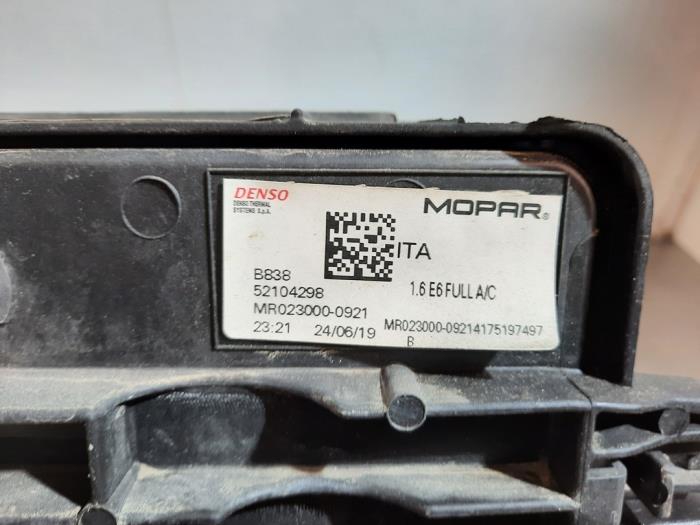 DENSO
DENSO THERMAL
SYSTEMS S.p.A.
MOPAR®
ITA
B838
52104298
1.6 E6 FULL A/C
MR023000-0921
MR023000-09214175197497
23:21 24/06/19
B